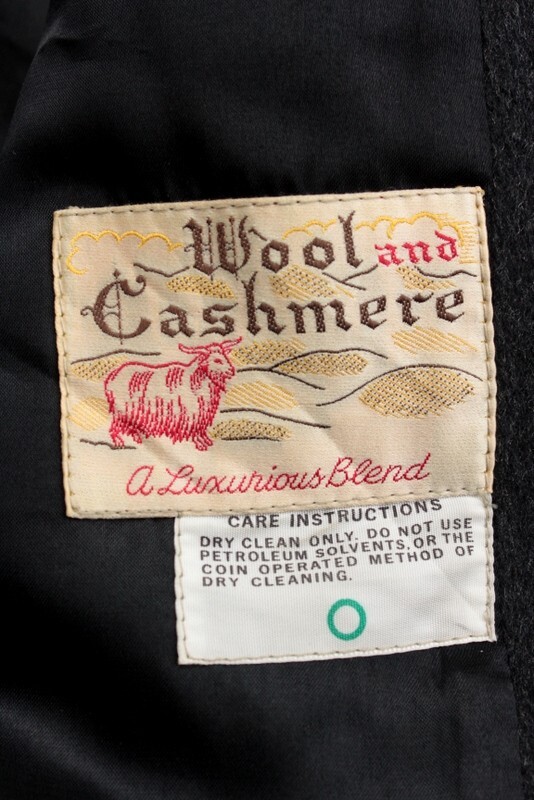 Wool and
Cashmere
A Luxurious Blend
CARE INSTRUCTIONS
DRY CLEAN ONLY. DO NOT USE
PETROLEUM SOLVENTS, OR THE
COIN OPERATED METHOD OF
DRY CLEANING.